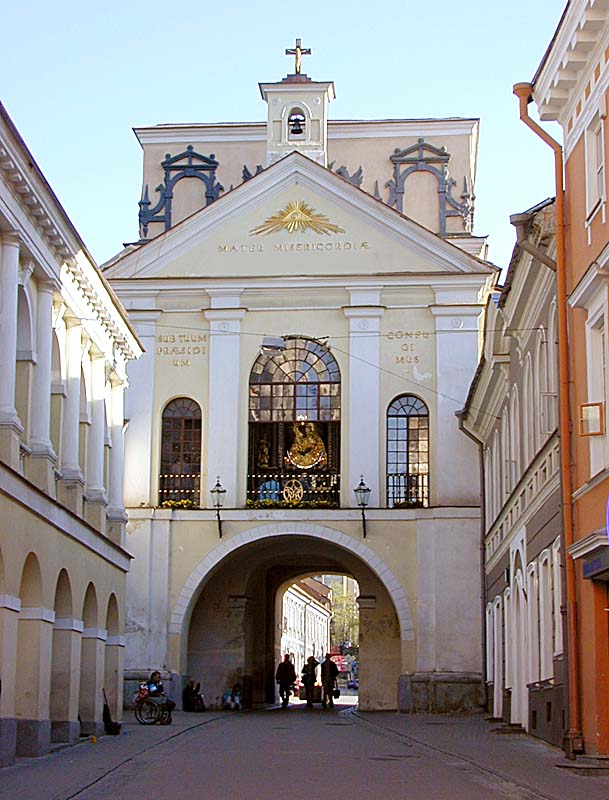 MATER MISERICORDIÆ
SUB TUUM
PRÆSIDI
UM
CONFU
GI
MUS